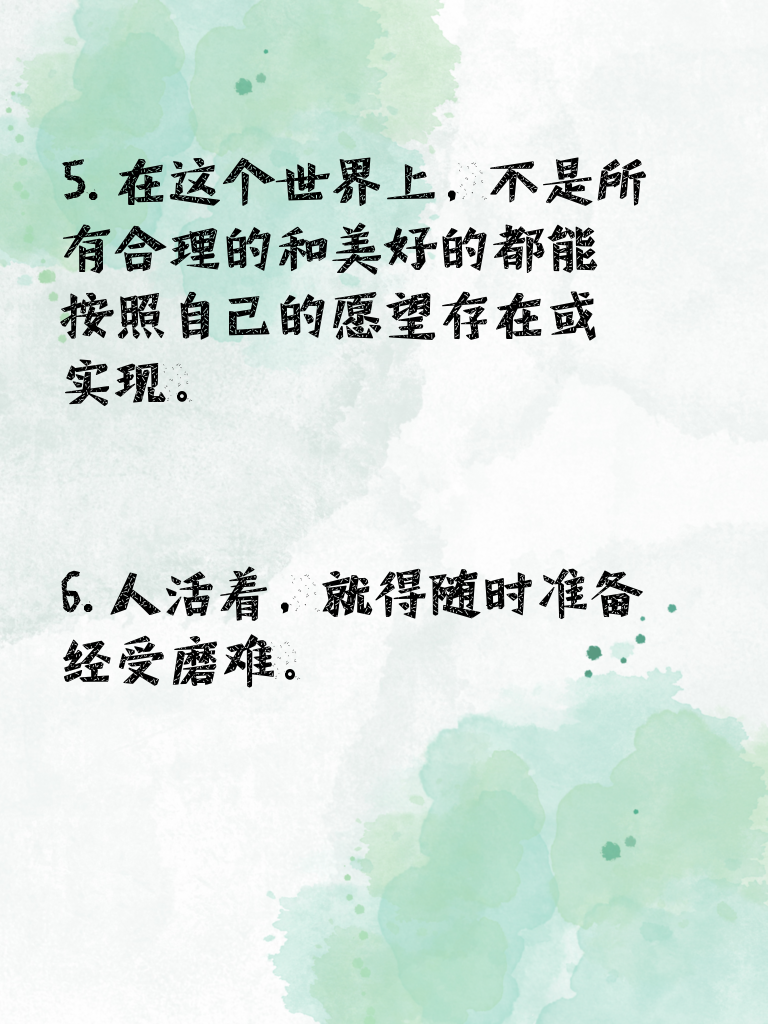 5. 在这个世界上，不是所
有合理的和美好的都能
按照自己的愿望存在或
实现。
6. 人活着，就得随时准备
经受磨难。